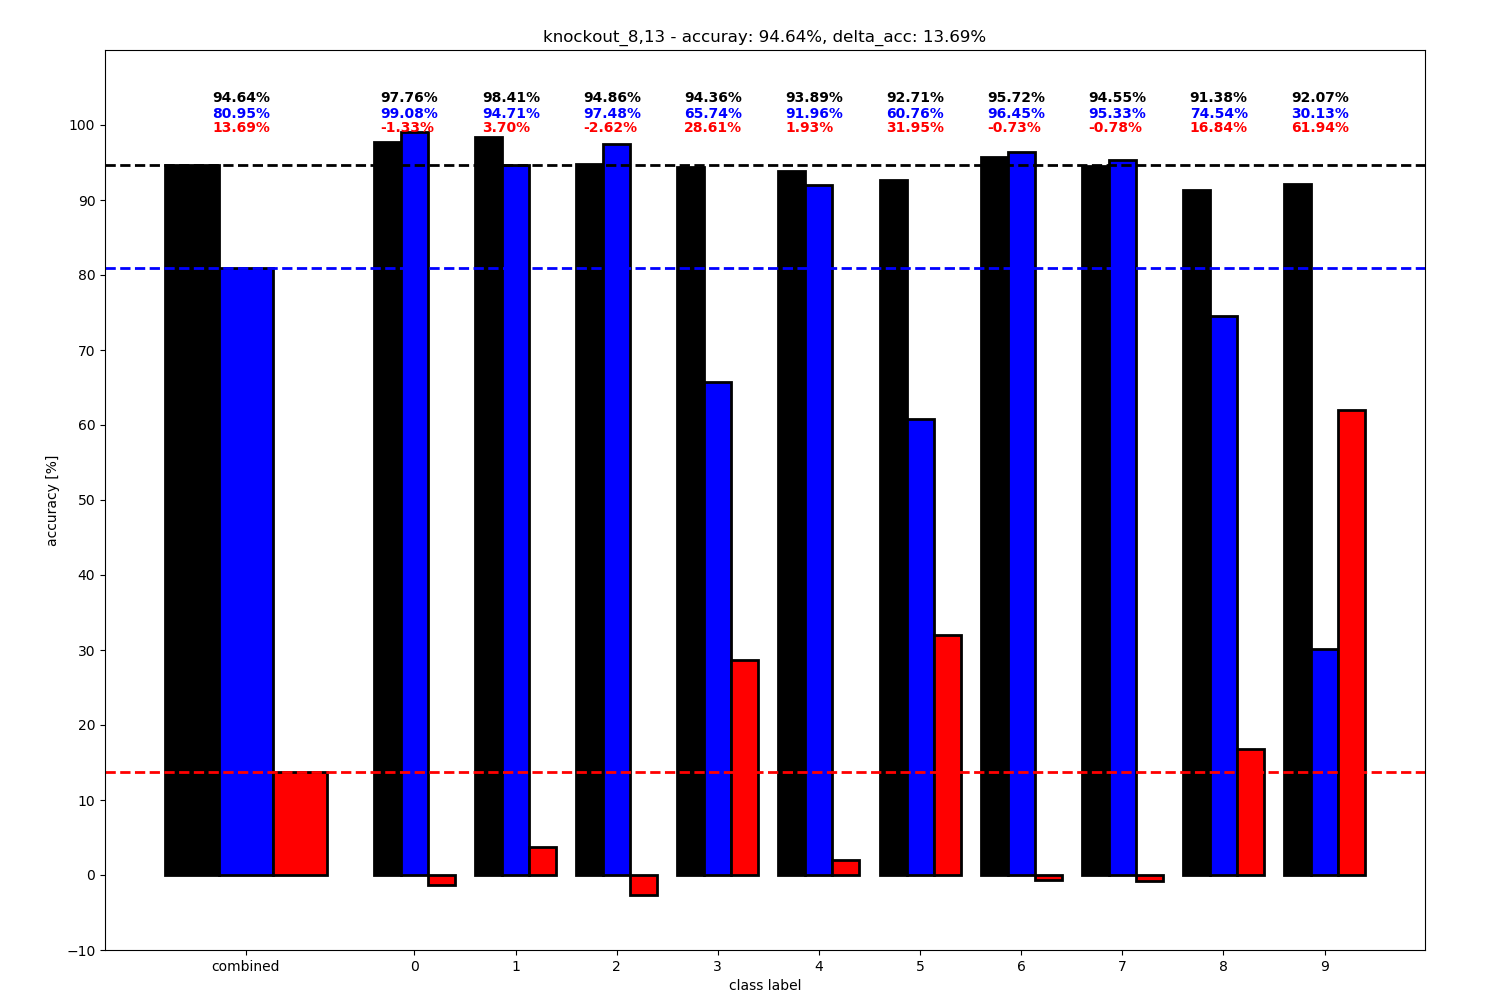 knockout_8,13 - accuray: 94.64%, delta_acc: 13.69%
94.64% 97.76% 98.41% 94.86% 94.36% 93.89% 92.71% 95.72% 94.55% 91.38% 92.07%
80.95% 99.08% 94.71% 97.48% 65.74% 91.96% 60.76% 96.45% 95.33% 74.54% 30.13%
13.69% -1.33% 3.70% -2.62% 28.61% 1.93% 31.95% -0.73% -0.78% 16.84% 61.94%
100
90
80
70
60
50
40
30
20
10
0
−10
accuracy [%]
combined 0 1 2 3 4 5 6 7 8 9
class label